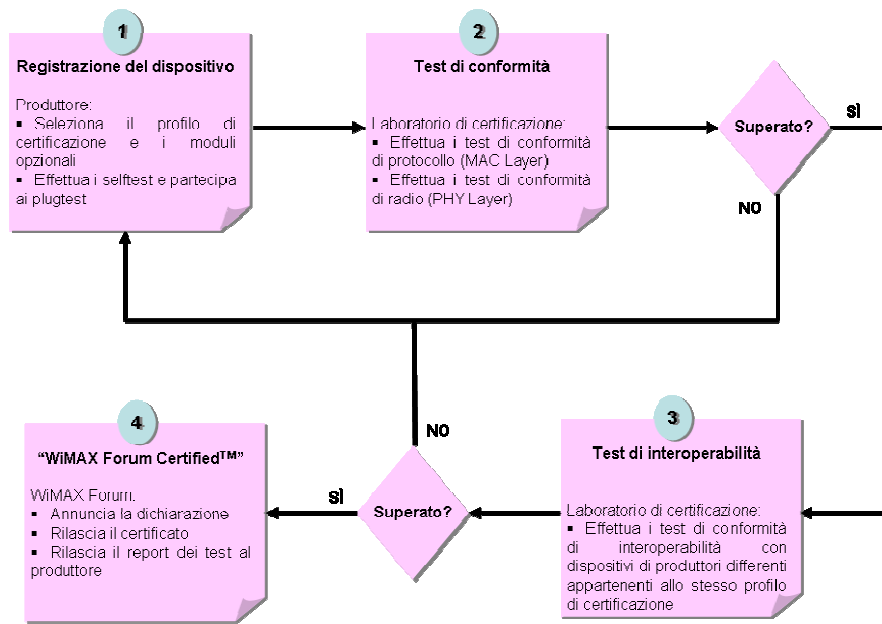 1
Registrazione del dispositivo
Produttore:
▪ Seleziona il profilo di
certificazione e i moduli
opzionali
▪ Effettua i selftest e partecipa
ai plugtest
2
Test di conformità
Laboratorio di certificazione:
▪ Effettua i test di conformità
di protocollo (MAC Layer)
▪ Effettua i test di conformità
di radio (PHY Layer)
Superato?
SÌ
NO
4
“WiMAX Forum Certified™”
WiMAX Forum:
▪ Annuncia la dichiarazione
▪ Rilascia il certificato
▪ Rilascia il report dei test al
produttore
SÌ
Superato?
NO
3
Test di interoperabilità
Laboratorio di certificazione:
▪ Effettua i test di conformità
di interoperabilità con
dispositivi di produttori differenti
appartenenti allo stesso profilo
di certificazione